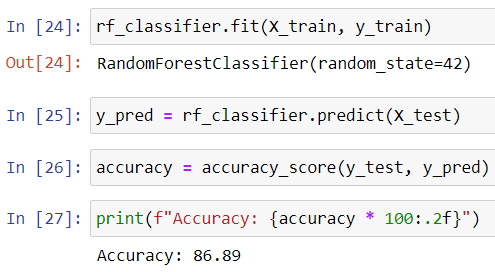 In [24]: rf_classifier.fit(X_train, y_train)
Out[24]: RandomForestClassifier(random_state=42)
In [25]: y_pred = rf_classifier.predict(X_test)
In [26]: accuracy = accuracy_score(y_test, y_pred)
In [27]: print(f"Accuracy: {accuracy * 100:.2f}")
Accuracy: 86.89